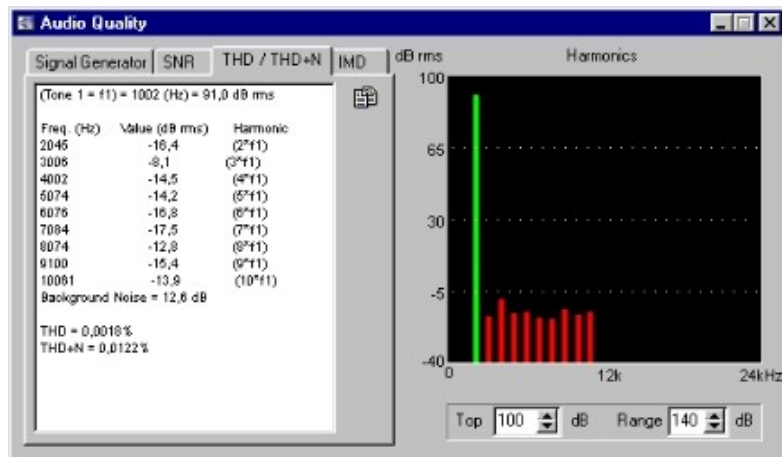 Audio Quality
Signal Generator SNR THD / THD+N IMD
(Tone 1 = f1) = 1002 (Hz) = 91,0 dB rms
Freq. (Hz) Value (dB rms) Harmonic
2046 -16,4 (2*f1)
3006 -8,1 (3*f1)
4002 -14,5 (4*f1)
5074 -14,2 (5*f1)
6076 -16,8 (6*f1)
7084 -17,5 (7*f1)
8074 -12,8 (8*f1)
9100 -15,4 (9*f1)
10061 -13,9 (10*f1)
Background Noise = 12,6 dB
THD = 0,0018%
THD+N = 0,0122%
dB rms Harmonics
100
65
30
-5
-40
0 12k 24kHz
Top 100 dB Range 140 dB